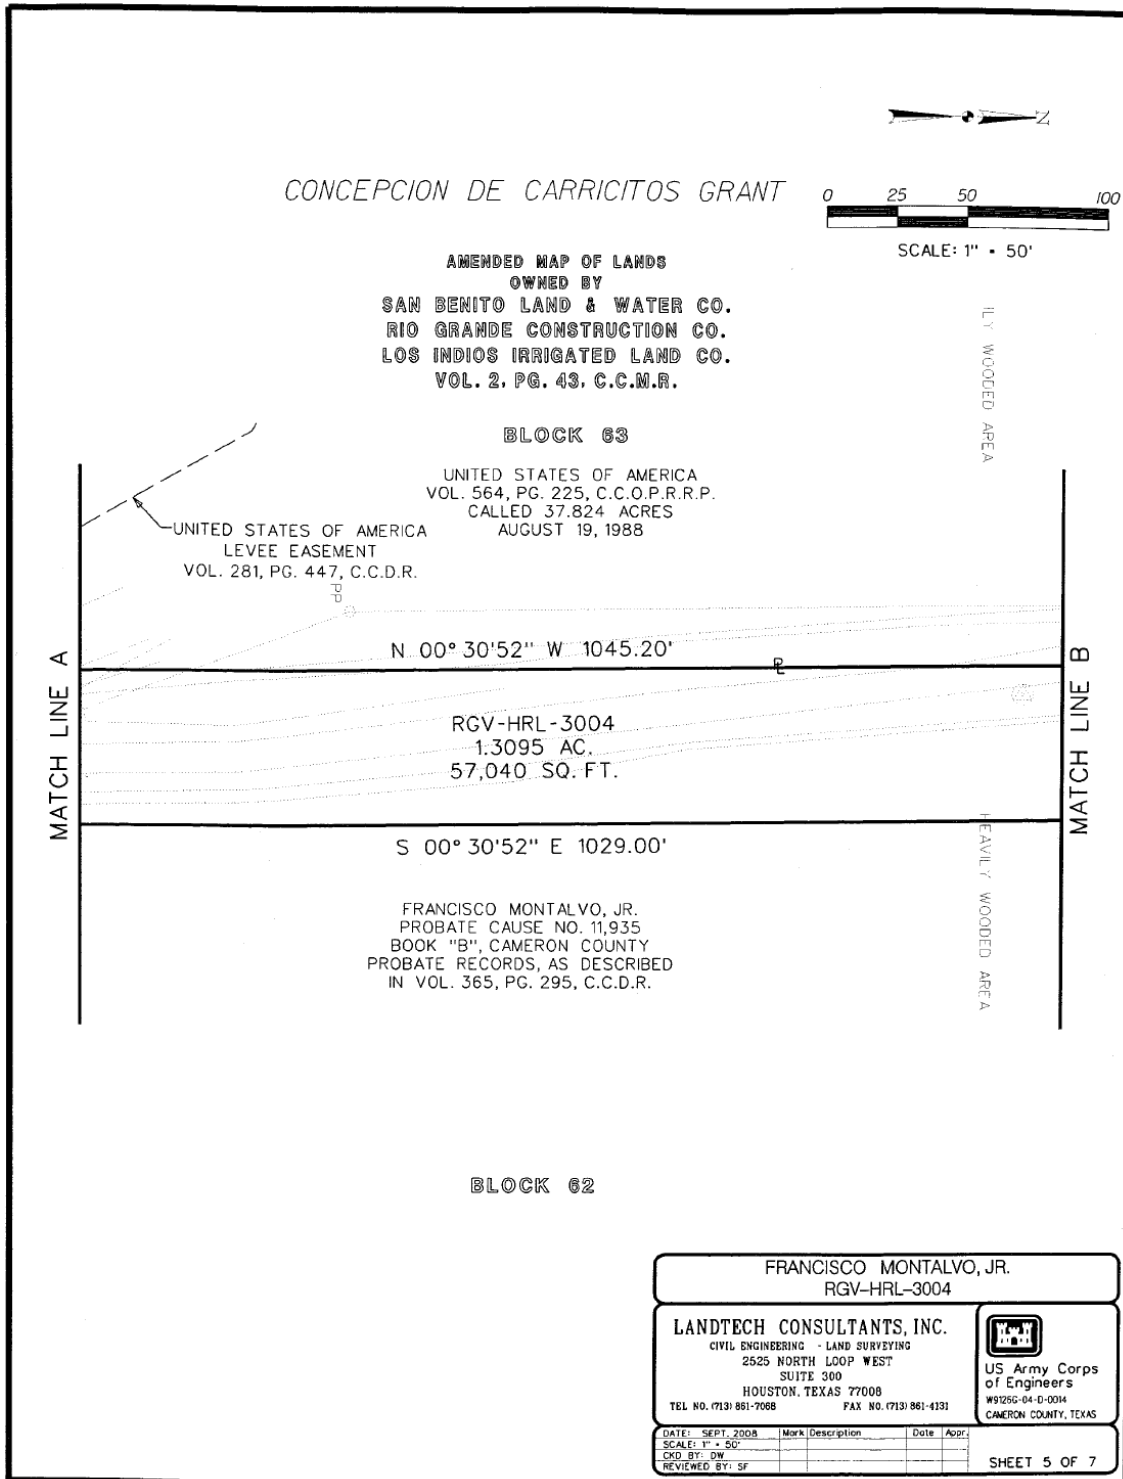 N
CONCEPCION DE CARRICITOS GRANT
0 25 50 100
SCALE: 1" = 50'
AMENDED MAP OF LANDS
OWNED BY
SAN BENITO LAND & WATER CO.
RIO GRANDE CONSTRUCTION CO.
LOS INDIOS IRRIGATED LAND CO.
VOL. 2, PG. 43, C.C.M.R.
ILY WOODED AREA
BLOCK 63
UNITED STATES OF AMERICA
VOL. 564, PG. 225, C.C.O.P.R.R.P.
CALLED 37.824 ACRES
AUGUST 19, 1988
UNITED STATES OF AMERICA
LEVEE EASEMENT
VOL. 281, PG. 447, C.C.D.R.
PP
N 00° 30'52" W 1045.20'
PL
MATCH LINE A
MATCH LINE B
RGV-HRL-3004
1.3095 AC.
57,040 SQ. FT.
S 00° 30'52" E 1029.00'
HEAVILY WOODED AREA
FRANCISCO MONTALVO, JR.
PROBATE CAUSE NO. 11,935
BOOK "B", CAMERON COUNTY
PROBATE RECORDS, AS DESCRIBED
IN VOL. 365, PG. 295, C.C.D.R.
BLOCK 62
FRANCISCO MONTALVO, JR.
RGV-HRL-3004
LANDTECH CONSULTANTS, INC.
CIVIL ENGINEERING - LAND SURVEYING
2525 NORTH LOOP WEST
SUITE 300
HOUSTON, TEXAS 77008
TEL NO. (713) 861-7068 FAX NO. (713) 861-4131
US Army Corps
of Engineers
W9126G-04-D-0014
CAMERON COUNTY, TEXAS
DATE: SEPT. 2008 Mark Description Date Appr.
SCALE: 1" = 50'
CKD BY: DW
REVIEWED BY: SF
SHEET 5 OF 7